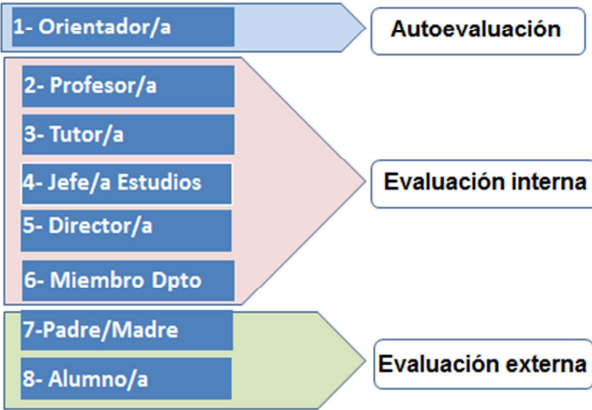 1- Orientador/a
Autoevaluación
2- Profesor/a
3- Tutor/a
4- Jefe/a Estudios
5- Director/a
6- Miembro Dpto
Evaluación interna
7-Padre/Madre
8- Alumno/a
Evaluación externa